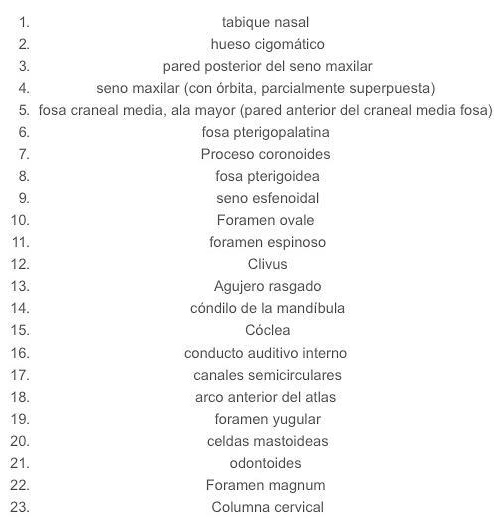 1. tabique nasal
2. hueso cigomático
3. pared posterior del seno maxilar
4. seno maxilar (con órbita, parcialmente superpuesta)
5. fosa craneal media, ala mayor (pared anterior del craneal media fosa)
6. fosa pterigopalatina
7. Proceso coronoides
8. fosa pterigoidea
9. seno esfenoidal
10. Foramen ovale
11. foramen espinoso
12. Clivus
13. Agujero rasgado
14. cóndilo de la mandíbula
15. Cóclea
16. conducto auditivo interno
17. canales semicirculares
18. arco anterior del atlas
19. foramen yugular
20. celdas mastoideas
21. odontoides
22. Foramen magnum
23. Columna cervical